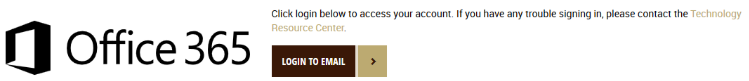 Office 365
Click login below to access your account. If you have any trouble signing in, please contact the Technology
Resource Center.
LOGIN TO EMAIL >